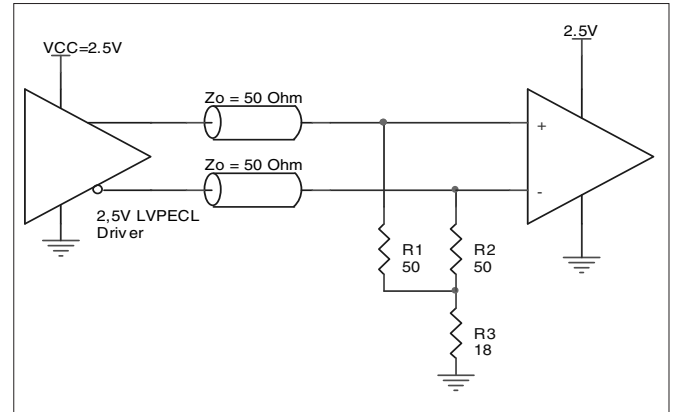 VCC=2.5V
2.5V
Zo = 50 Ohm
+
Zo = 50 Ohm
-
2,5V LVPECL
Driver
R1
50
R2
50
R3
18